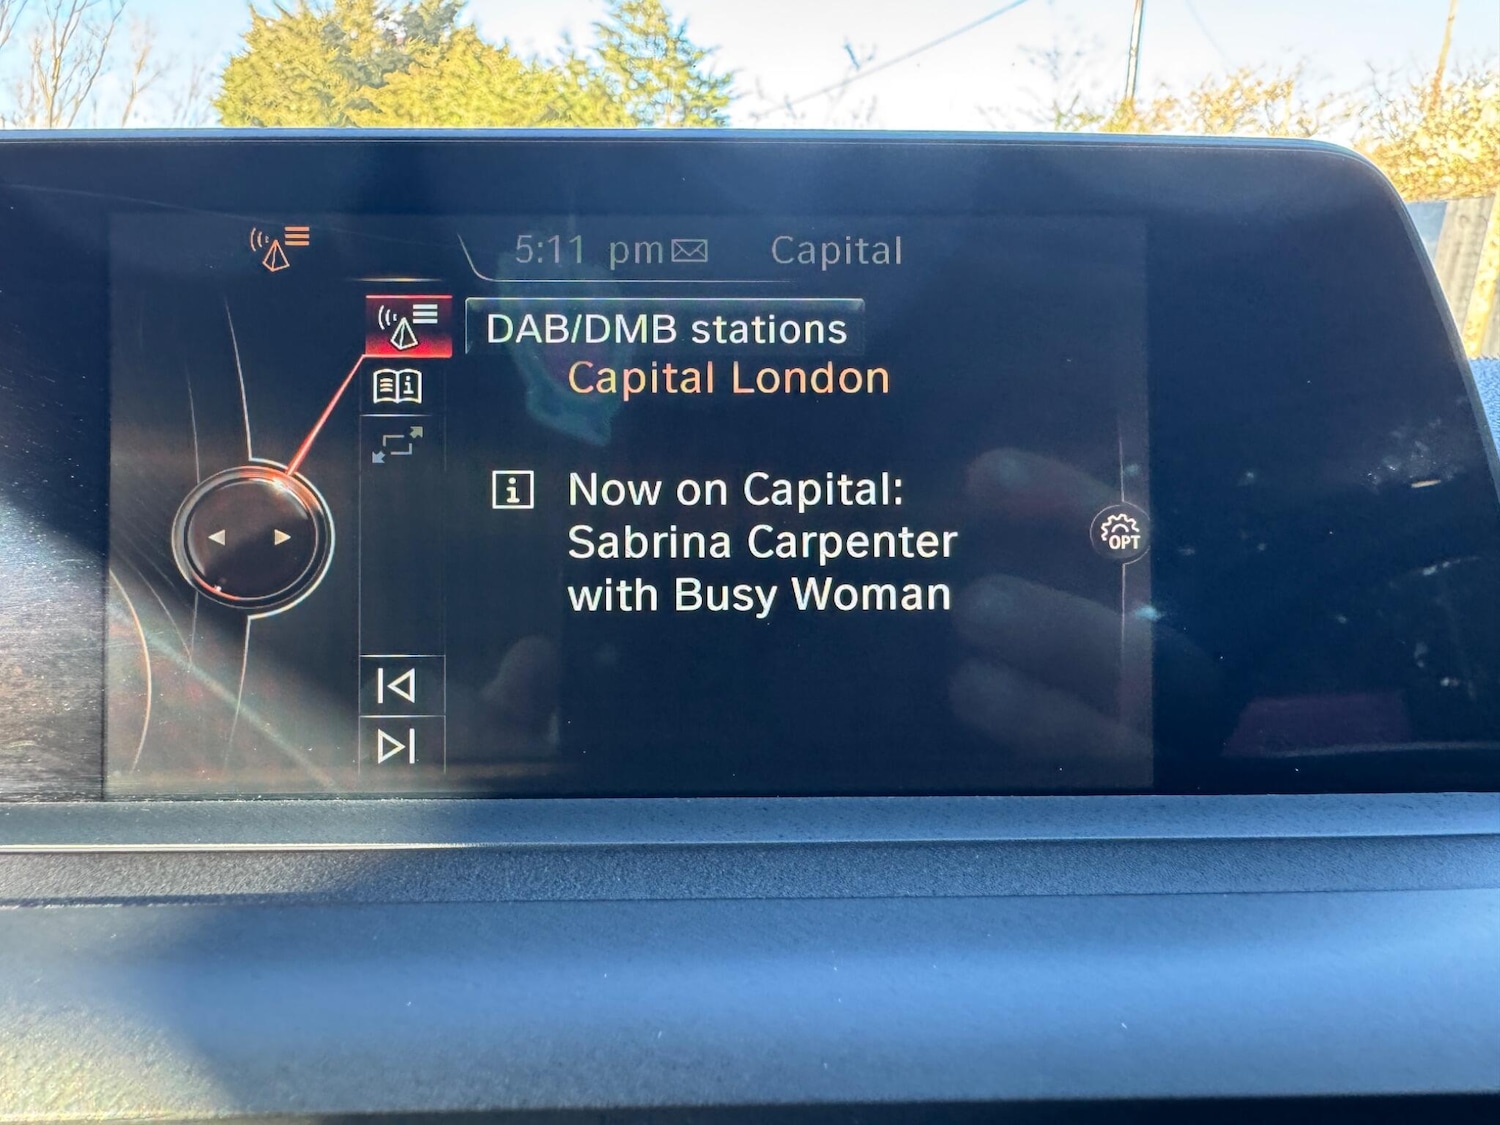 5:11 pm Capital
DAB/DMB stations
Capital London
Now on Capital:
Sabrina Carpenter
with Busy Woman
OPT